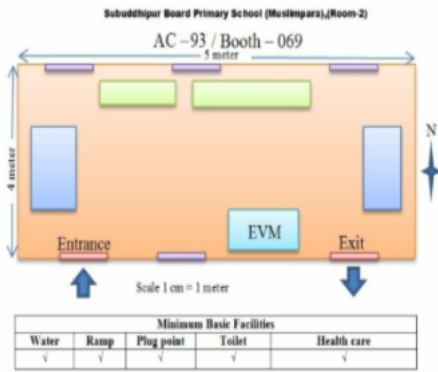 Subuddhipur Board Primary School (Muslimpara),(Room-2)
AC –93 / Booth – 069
5 meter
4 meter
N
EVM
Entrance
Exit
Scale 1 cm = 1 meter
Minimum Basic Facilities
Water Ramp Plug point Toilet Health care
√ √ √ √ √